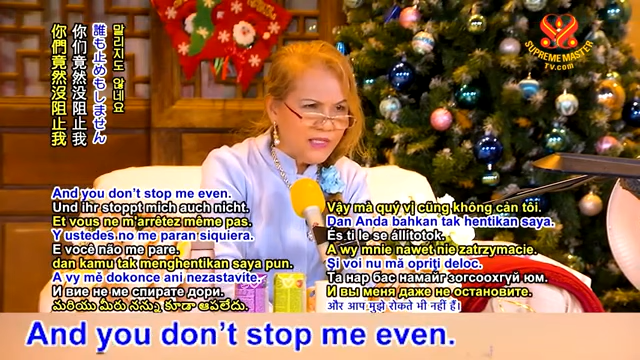 말리지도 않네요
誰も止めもしません
你们竟然没阻止我
你們竟然沒阻止我
SUPREME MASTER
TV.com
And you don't stop me even.
Und ihr stoppt mich auch nicht.
Et vous ne m'arrêtez même pas.
Y ustedes no me paran siquiera.
E você não me pare.
dan kamu tak menghentikan saya pun.
A vy mě dokonce ani nezastavíte.
И вие не ме спирате дори.
మరియు మీరు నన్ను కూడా ఆపలేదు.
Vậy mà quý vị cũng không cản tôi.
Dan Anda bahkan tak hentikan saya.
És ti le se állítotok.
A wy mnie nawet nie zatrzymacie.
Și voi nu mă opriți deloc.
Та нар бас намайг зогсоохгүй юм.
И вы меня даже не остановите.
और आप मुझे रोकते भी नहीं हैं।
And you don't stop me even.